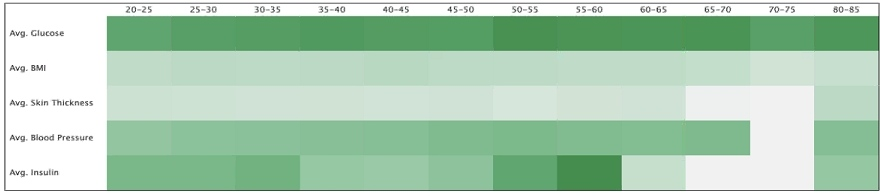 20-25 25-30 30-35 35-40 40-45 45-50 50-55 55-60 60-65 65-70 70-75 80-85
Avg. Glucose
Avg. BMI
Avg. Skin Thickness
Avg. Blood Pressure
Avg. Insulin